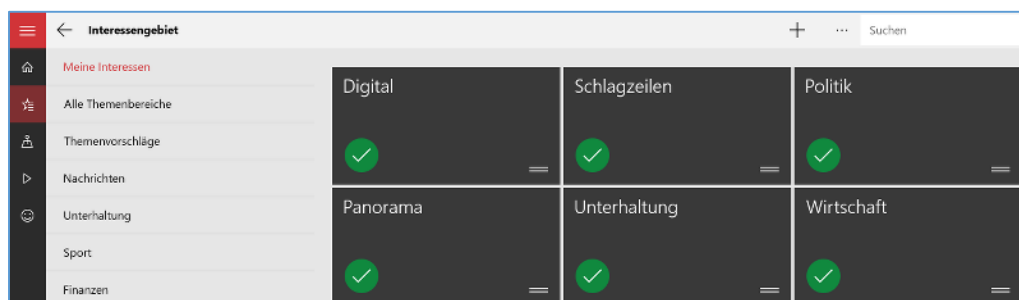 Interessengebiet
Suchen
Meine Interessen
Alle Themenbereiche
Themenvorschläge
Nachrichten
Unterhaltung
Sport
Finanzen
Digital
Schlagzeilen
Politik
Panorama
Unterhaltung
Wirtschaft